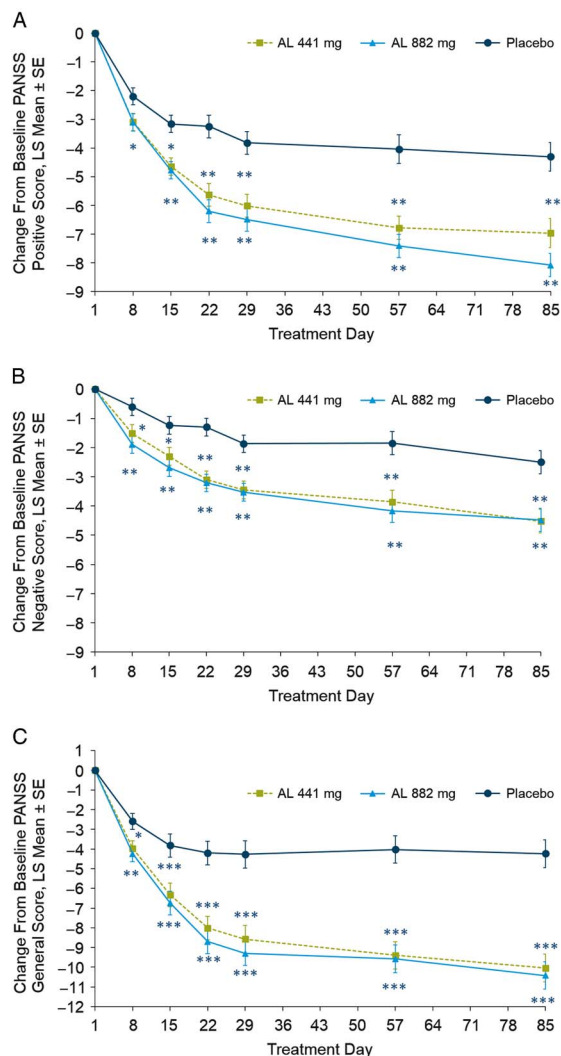 A
AL 441 mg AL 882 mg Placebo
Change From Baseline PANSS
Positive Score, LS Mean ± SE
0
–1
–2
–3
–4
–5
–6
–7
–8
–9
* *
** **
** **
** **
** **
** **
1 8 15 22 29 36 43 50 57 64 71 78 85
Treatment Day
B
AL 441 mg AL 882 mg Placebo
Change From Baseline PANSS
Negative Score, LS Mean ± SE
0
–1
–2
–3
–4
–5
–6
–7
–8
–9
* * ** ** ** **
** ** ** ** ** **
1 8 15 22 29 36 43 50 57 64 71 78 85
Treatment Day
C
AL 441 mg AL 882 mg Placebo
Change From Baseline PANSS
General Score, LS Mean ± SE
1
0
–1
–2
–3
–4
–5
–6
–7
–8
–9
–10
–11
–12
* *** *** *** *** ***
** *** *** *** *** ***
1 8 15 22 29 36 43 50 57 64 71 78 85
Treatment Day